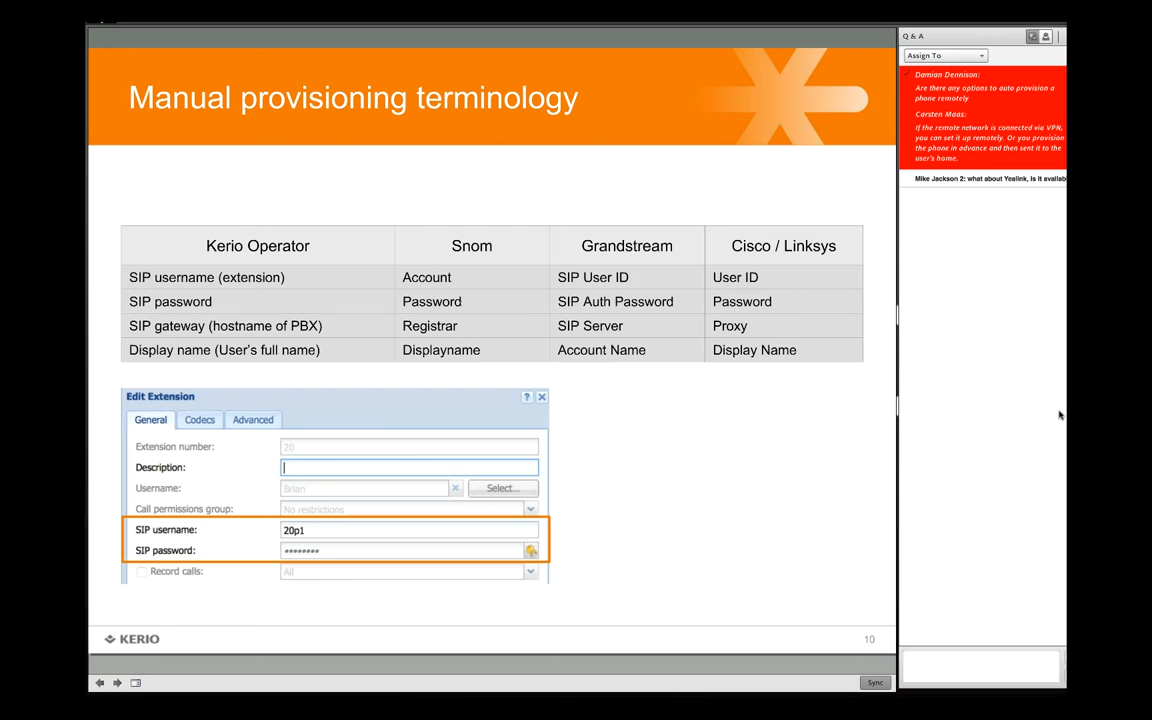 Manual provisioning terminology
Kerio Operator Snom Grandstream Cisco / Linksys
SIP username (extension) Account SIP User ID User ID
SIP password Password SIP Auth Password Password
SIP gateway (hostname of PBX) Registrar SIP Server Proxy
Display name (User's full name) Displayname Account Name Display Name
Edit Extension ?
General Codecs Advanced
Extension number: 20
Description:
Username: Brian Select...
Call permissions group: No restrictions
SIP username: 20p1
SIP password: ********
Record calls: All
KERIO 10
Sync
Q & A
Assign To
Damian Dennison:
Are there any options to auto provision a
phone remotely
Carsten Maas:
If the remote network is connected via VPN,
you can set it up remotely. Or you provision
the phone in advance and then sent it to the
user's home.
Mike Jackson 2: what about Yealink, Is it availab